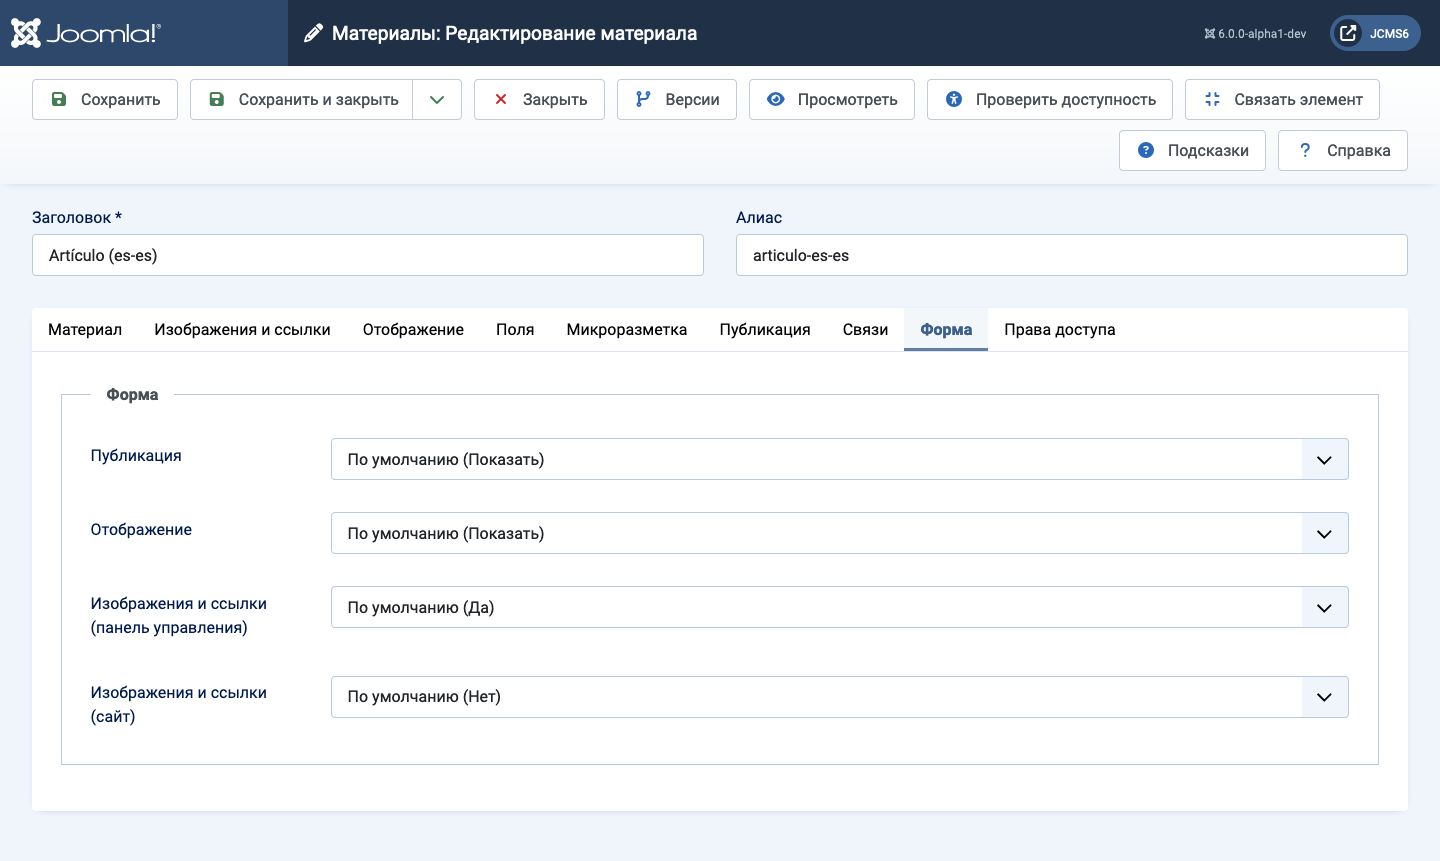 Joomla!®
Материалы: Редактирование материала
6.0.0-alpha1-dev
JCMS6
Сохранить
Сохранить и закрыть
Закрыть
Версии
Просмотреть
Проверить доступность
Связать элемент
Подсказки
? Справка
Заголовок *
Алиас
Artículo (es-es)
articulo-es-es
Материал Изображения и ссылки Отображение Поля Микроразметка Публикация Связи Форма Права доступа
Форма
Публикация
По умолчанию (Показать)
Отображение
По умолчанию (Показать)
Изображения и ссылки
(панель управления)
По умолчанию (Да)
Изображения и ссылки
(сайт)
По умолчанию (Нет)